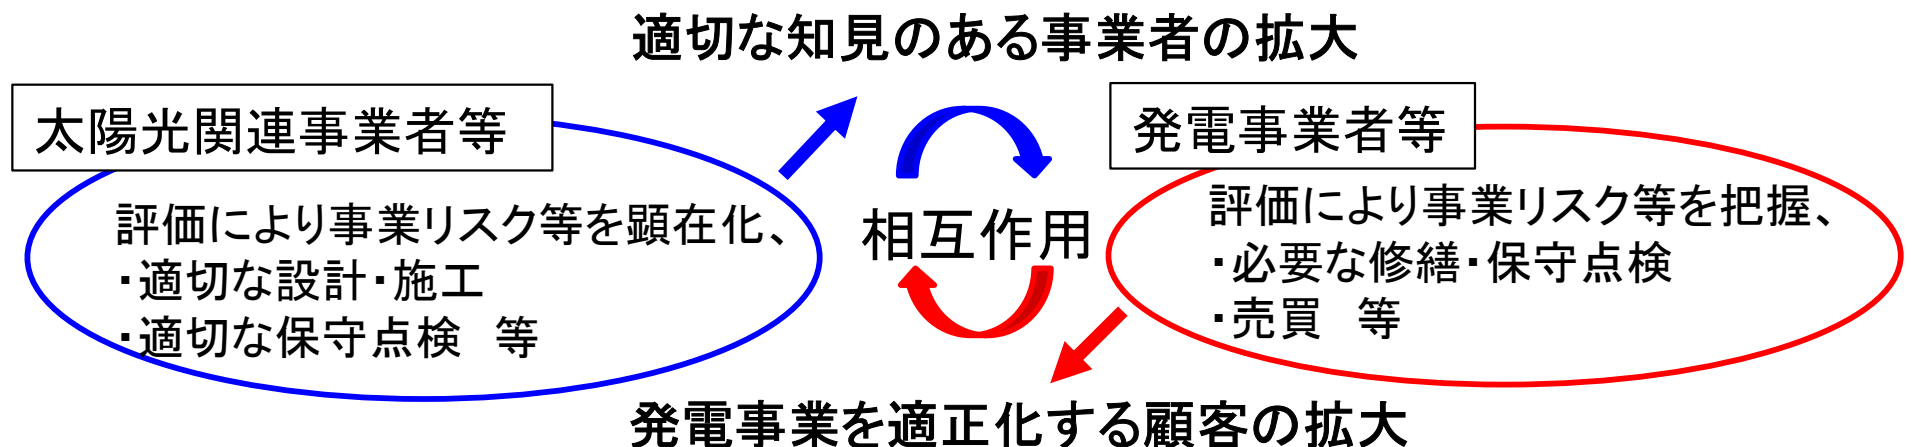 適切な知見のある事業者の拡大
太陽光関連事業者等
評価により事業リスク等を顕在化、
・適切な設計・施工
・適切な保守点検　等
相互作用
発電事業者等
評価により事業リスク等を把握、
・必要な修繕・保守点検
・売買　等
発電事業を適正化する顧客の拡大